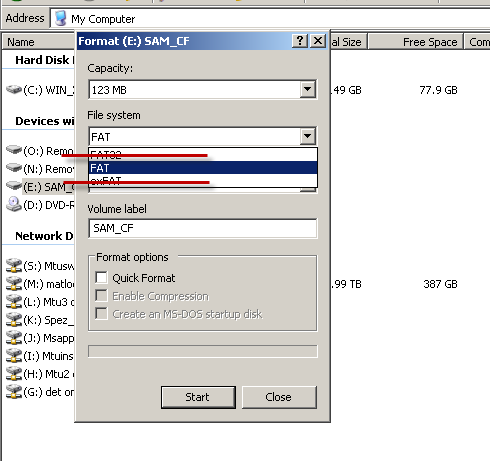 Address My Computer
Name
al Size
Free Space
Com
Hard Disk
(C:) WIN_
.49 GB
77.9 GB
Devices wi
(O:) Remo
(N:) Remov
(E:) SAM_C
(D:) DVD-R
Network D
(S:) Mtusw
(M:) matloc
.99 TB
387 GB
(L:) Mtu3
(K:) Spez_
(J:) Msapp
(I:) Mtuins
(H:) Mtu2
(G:) det or
Format (E:) SAM_CF
Capacity:
123 MB
File system
FAT
FAT32
FAT
exFAT
Volume label
SAM_CF
Format options
Quick Format
Enable Compression
Create an MS-DOS startup disk
Start
Close